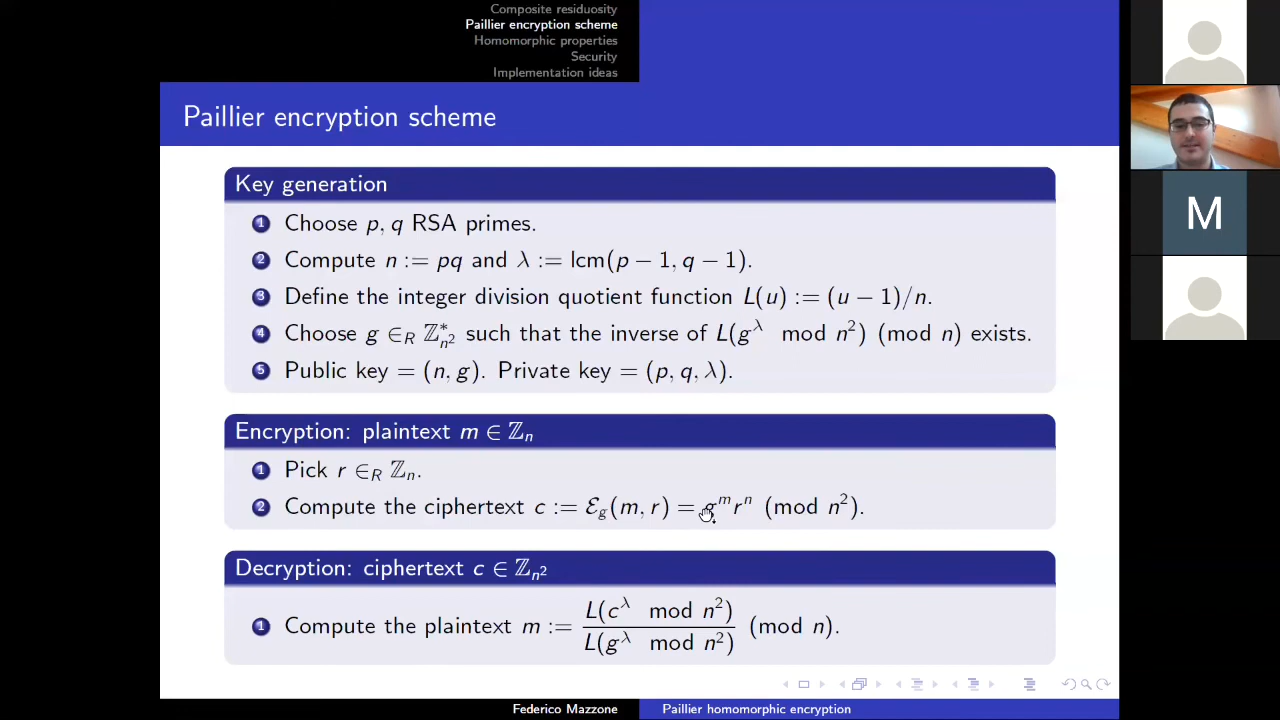 Composite residuosity
Paillier encryption scheme
Homomorphic properties
Security
Implementation ideas
Paillier encryption scheme
Key generation
1 Choose p, q RSA primes.
2 Compute n := pq and λ := lcm(p − 1, q − 1).
3 Define the integer division quotient function L(u) := (u − 1)/n.
4 Choose g ∈_R ℤ*_{n²} such that the inverse of L(g^λ mod n²) (mod n) exists.
5 Public key = (n, g). Private key = (p, q, λ).
Encryption: plaintext m ∈ ℤ_n
1 Pick r ∈_R ℤ_n.
2 Compute the ciphertext c := ℰ_g(m, r) = g^m r^n (mod n²).
Decryption: ciphertext c ∈ ℤ_{n²}
1 Compute the plaintext m := L(c^λ mod n²) / L(g^λ mod n²) (mod n).
Federico Mazzone Paillier homomorphic encryption
M